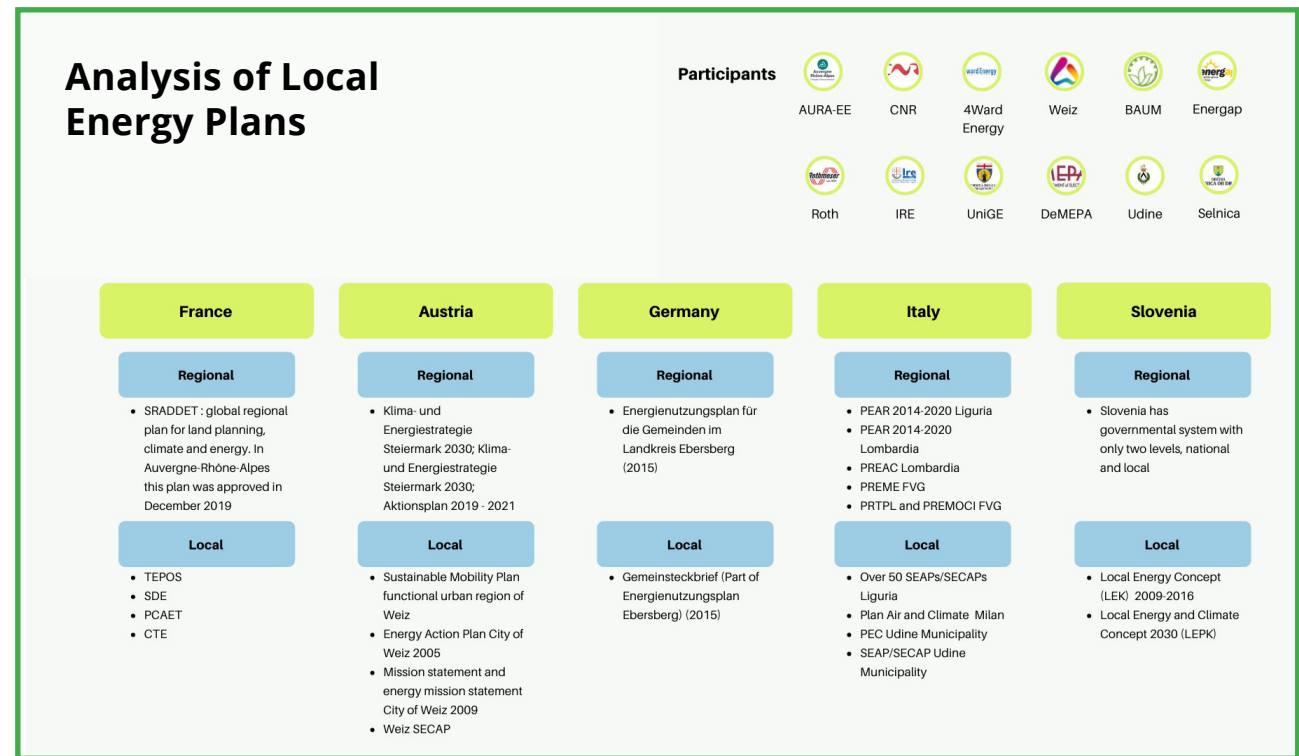 Analysis of Local
Energy Plans
Participants
AURA-EE
CNR
4Ward
Energy
Weiz
BAUM
Energap
Roth
IRE
UniGE
DeMEPA
Udine
Selnica
France
Regional
• SRADDET : global regional
plan for land planning,
climate and energy. In
Auvergne-Rhône-Alpes
this plan was approved in
December 2019
Local
• TEPOS
• SDE
• PCAET
• CTE
Austria
Regional
• Klima- und
Energiestrategie
Steiermark 2030; Klima-
und Energiestrategie
Steiermark 2030;
Aktionsplan 2019 - 2021
Local
• Sustainable Mobility Plan
functional urban region of
Weiz
• Energy Action Plan City of
Weiz 2005
• Mission statement and
energy mission statement
City of Weiz 2009
• Weiz SECAP
Germany
Regional
• Energienutzungsplan für
die Gemeinden im
Landkreis Ebersberg
(2015)
Local
• Gemeinsteckbrief (Part of
Energienutzungsplan
Ebersberg) (2015)
Italy
Regional
• PEAR 2014-2020 Liguria
• PEAR 2014-2020
Lombardia
• PREAC Lombardia
• PREME FVG
• PRTPL and PREMOCI FVG
Local
• Over 50 SEAPs/SECAPs
Liguria
• Plan Air and Climate Milan
• PEC Udine Municipality
• SEAP/SECAP Udine
Municipality
Slovenia
Regional
• Slovenia has
governmental system with
only two levels, national
and local
Local
• Local Energy Concept
(LEK) 2009-2016
• Local Energy and Climate
Concept 2030 (LEPK)